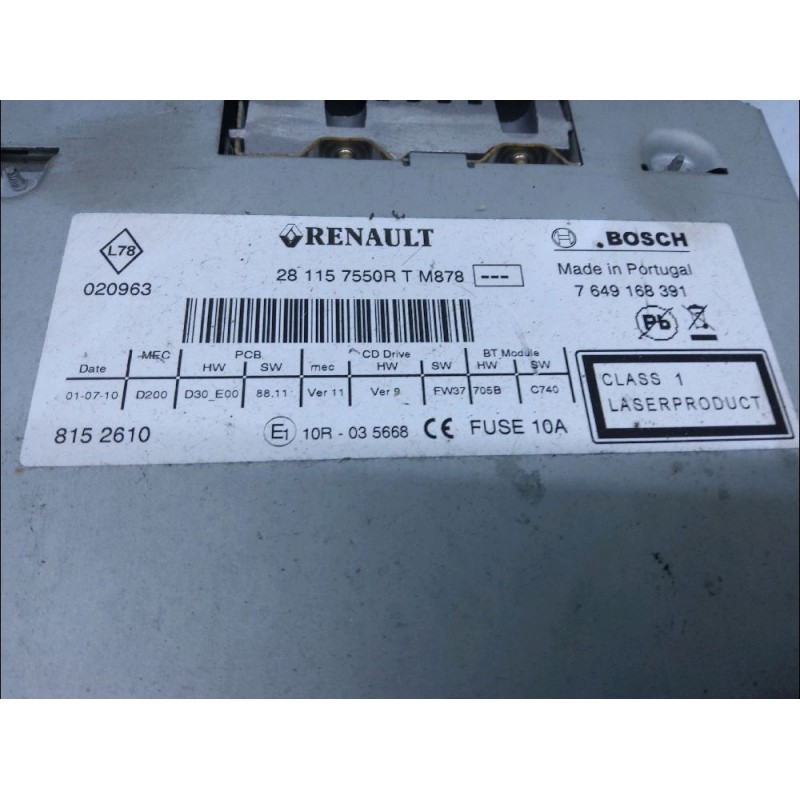 L78
RENAULT
BOSCH
020963
28 115 7550R T M878 ---
Made in Portugal
7 649 168 391
Pb
MEC PCB CD Drive BT Module
Date HW SW mec HW SW HW SW
01-07-10 D200 D30_E00 88.11 Ver 11 Ver 9 FW37 705B C740
CLASS 1
LASERPRODUCT
815 2610
E1 10R - 03 5668 CE FUSE 10A